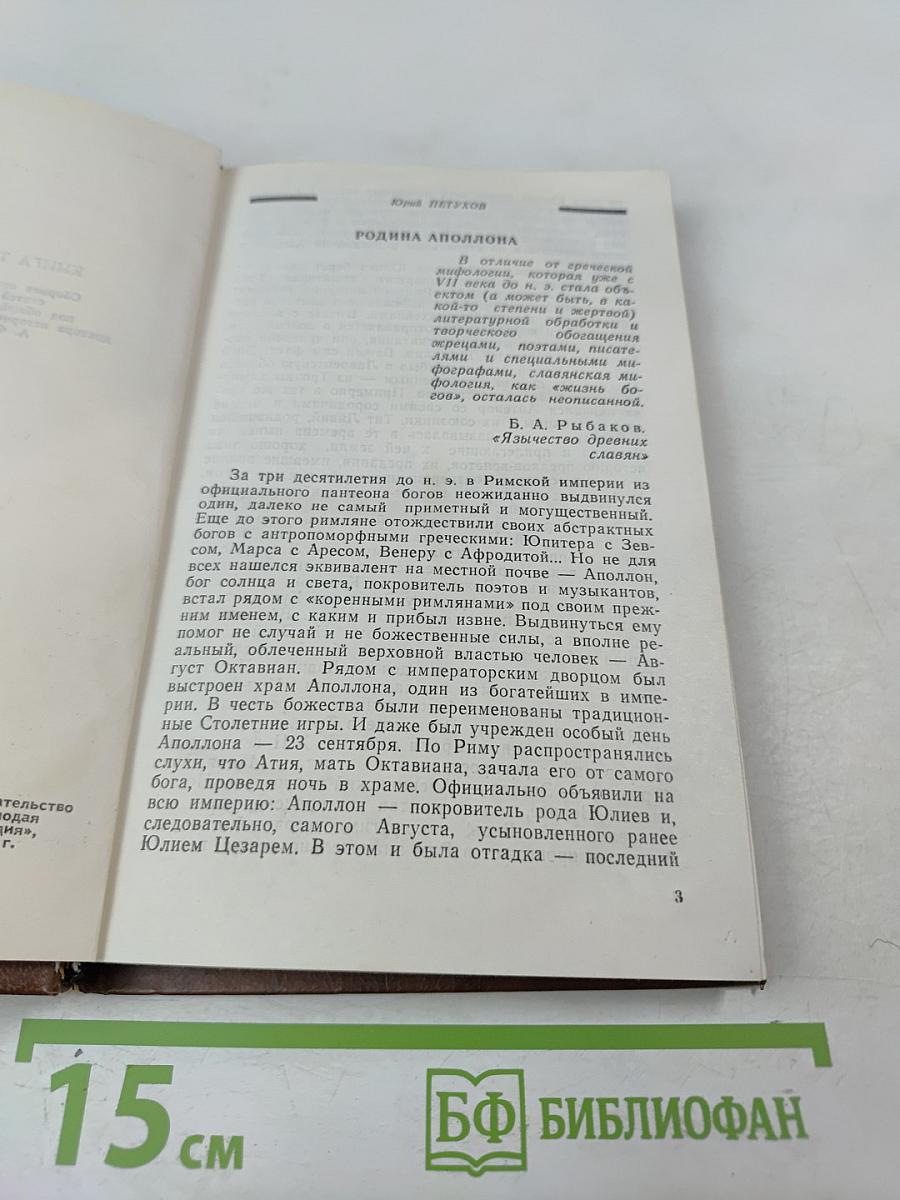 КНИГА Т
Сборник
статей
под общей
доктора
А.
ательство
лодая
дия»,
г.
Юрий ПЕТУХОВ
РОДИНА АПОЛЛОНА
В отличие от греческой
мифологии, которая уже с
VII века до н. э. стала объ-
ектом (а может быть, в ка-
кой-то степени и жертвой)
литературной обработки и
творческого обогащения
жрецами, поэтами, писате-
лями и специальными ми-
фографами, славянская ми-
фология, как «жизнь бо-
гов», осталась неописанной.
Б. А. Рыбаков.
«Язычество древних
славян»
За три десятилетия до н. э. в Римской империи из
официального пантеона богов неожиданно выдвинулся
один, далеко не самый приметный и могущественный.
Еще до этого римляне отождествили своих абстрактных
богов с антропоморфными греческими: Юпитера с Зев-
сом, Марса с Аресом, Венеру с Афродитой... Но не для
всех нашелся эквивалент на местной почве — Аполлон,
бог солнца и света, покровитель поэтов и музыкантов,
встал рядом с «коренными римлянами» под своим преж-
ним именем, с каким и прибыл извне. Выдвинуться ему
помог не случай и не божественные силы, а вполне ре-
альный, облеченный верховной властью человек — Ав-
густ Октавиан. Рядом с императорским дворцом был
выстроен храм Аполлона, один из богатейших в импе-
рии. В честь божества были переименованы традицион-
ные Столетние игры. И даже был учрежден особый день
Аполлона — 23 сентября. По Риму распространялись
слухи, что Атия, мать Октавиана, зачала его от самого
бога, проведя ночь в храме. Официально объявили на
всю империю: Аполлон — покровитель рода Юлиев и,
следовательно, самого Августа, усыновленного ранее
Юлием Цезарем. В этом и была отгадка — последний
3
15 см
БФ БИБЛИОФАН